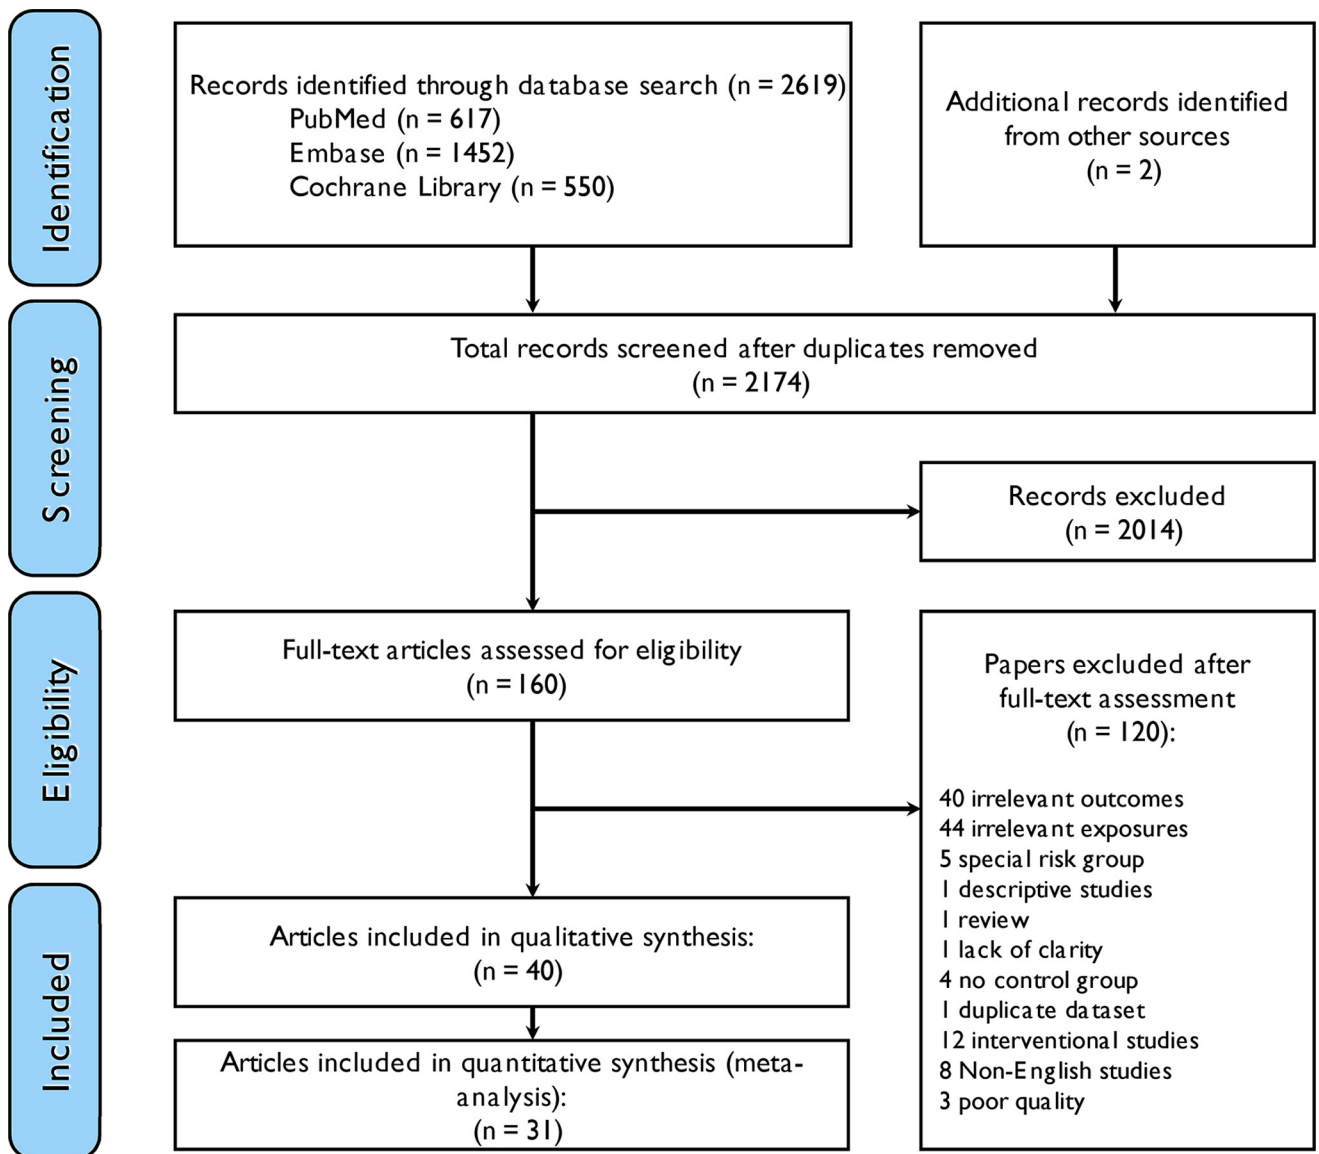 Identification
Records identified through database search (n = 2619)
PubMed (n = 617)
Embase (n = 1452)
Cochrane Library (n = 550)
Additional records identified
from other sources
(n = 2)
Screening
Total records screened after duplicates removed
(n = 2174)
Records excluded
(n = 2014)
Eligibility
Full-text articles assessed for eligibility
(n = 160)
Papers excluded after
full-text assessment
(n = 120):
40 irrelevant outcomes
44 irrelevant exposures
5 special risk group
1 descriptive studies
1 review
1 lack of clarity
4 no control group
1 duplicate dataset
12 interventional studies
8 Non-English studies
3 poor quality
Included
Articles included in qualitative synthesis:
(n = 40)
Articles included in quantitative synthesis (meta-
analysis):
(n = 31)